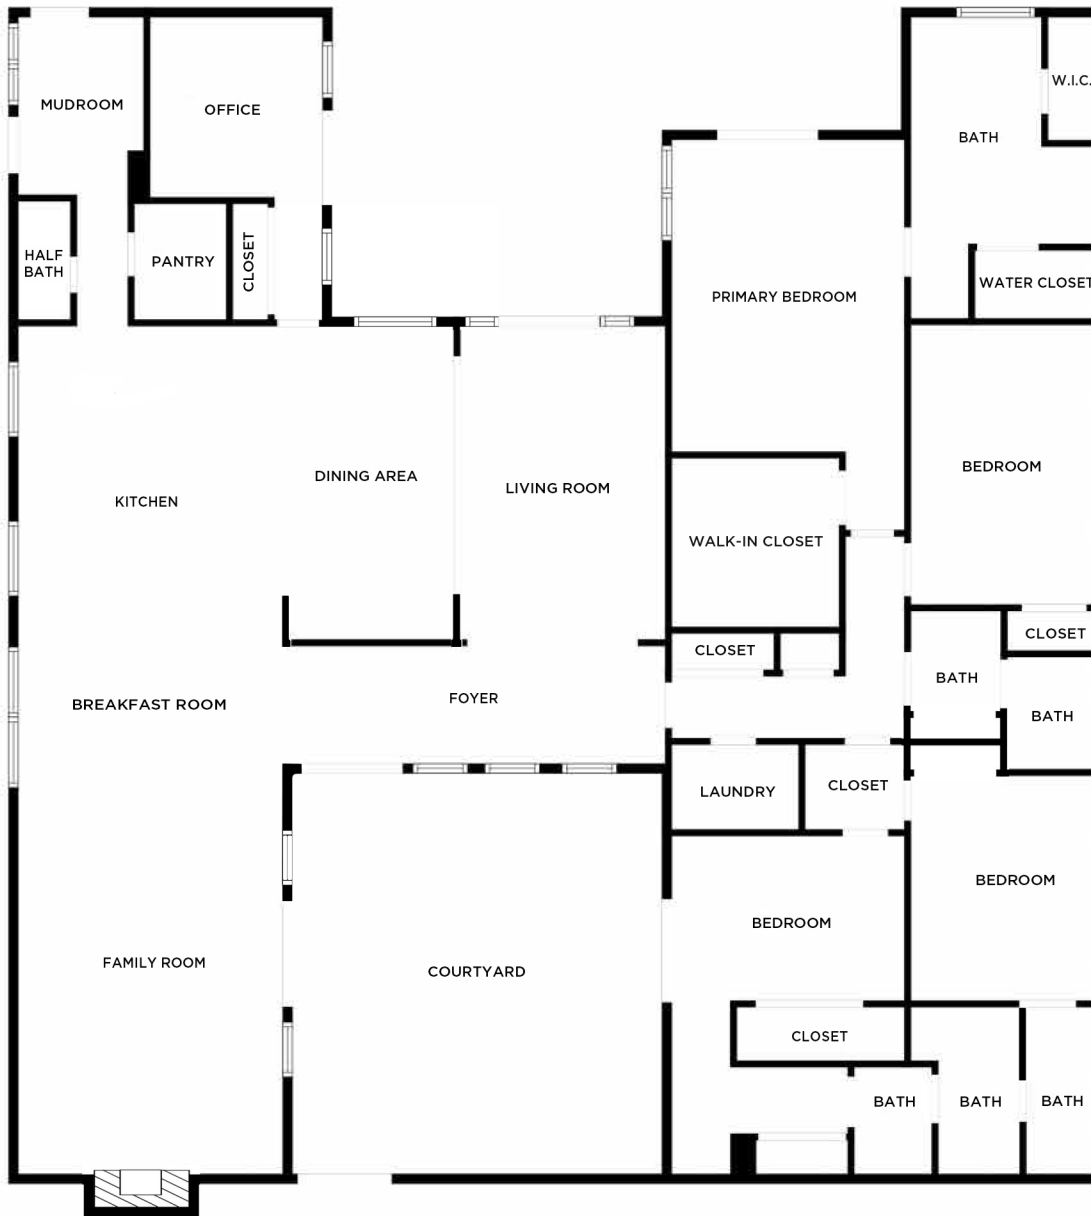 MUDROOM
OFFICE
W.I.C.
BATH
HALF
BATH
PANTRY
CLOSET
WATER CLOSET
PRIMARY BEDROOM
BEDROOM
DINING AREA
LIVING ROOM
KITCHEN
WALK-IN CLOSET
CLOSET
CLOSET
BATH
BREAKFAST ROOM
FOYER
BATH
LAUNDRY
CLOSET
BEDROOM
BEDROOM
FAMILY ROOM
COURTYARD
CLOSET
BATH
BATH
BATH